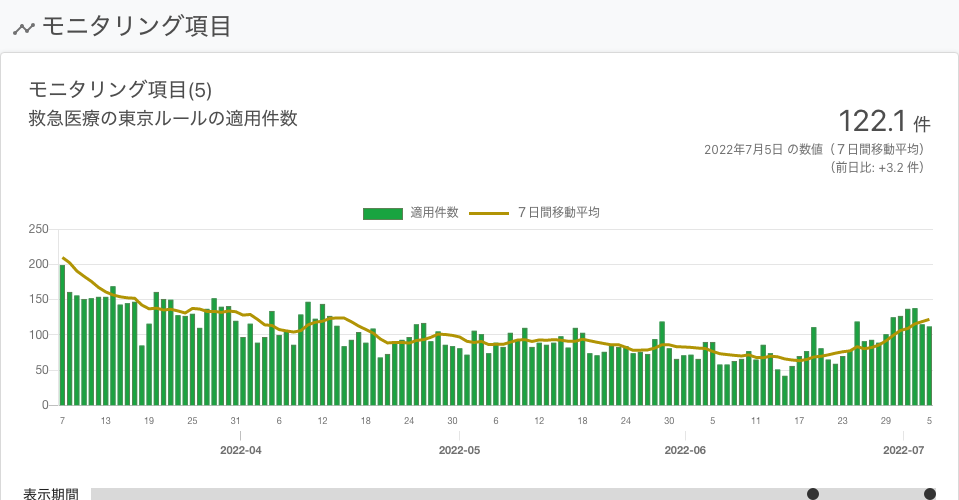 モニタリング項目
モニタリング項目(5)
救急医療の東京ルールの適用件数
122.1 件
2022年7月5日 の数値（７日間移動平均）
（前日比: +3.2 件）
適用件数 ７日間移動平均
250
200
150
100
50
0
7 13 19 25 31 6 12 18 24 30 6 12 18 24 30 5 11 17 23 29 5
2022-04 2022-05 2022-06 2022-07
表示期間